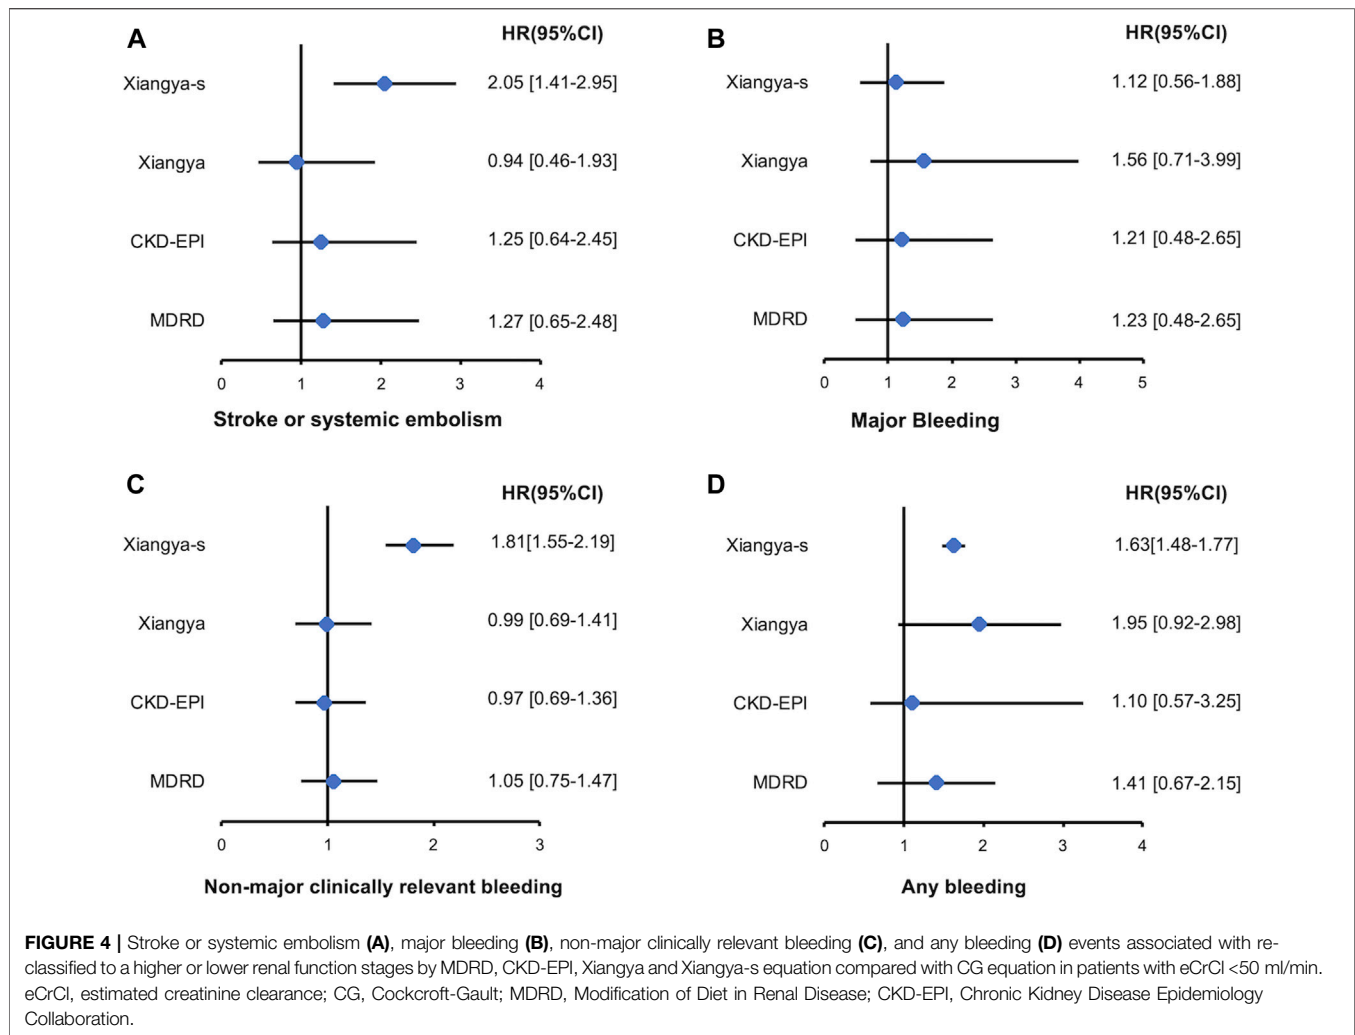 A
HR(95%CI)
Xiangya-s
2.05 [1.41-2.95]
Xiangya
0.94 [0.46-1.93]
CKD-EPI
1.25 [0.64-2.45]
MDRD
1.27 [0.65-2.48]
0 1 2 3 4
Stroke or systemic embolism
B
HR(95%CI)
Xiangya-s
1.12 [0.56-1.88]
Xiangya
1.56 [0.71-3.99]
CKD-EPI
1.21 [0.48-2.65]
MDRD
1.23 [0.48-2.65]
0 1 2 3 4 5
Major Bleeding
C
HR(95%CI)
Xiangya-s
1.81[1.55-2.19]
Xiangya
0.99 [0.69-1.41]
CKD-EPI
0.97 [0.69-1.36]
MDRD
1.05 [0.75-1.47]
0 1 2 3
Non-major clinically relevant bleeding
D
HR(95%CI)
Xiangya-s
1.63[1.48-1.77]
Xiangya
1.95 [0.92-2.98]
CKD-EPI
1.10 [0.57-3.25]
MDRD
1.41 [0.67-2.15]
0 1 2 3 4
Any bleeding
FIGURE 4 | Stroke or systemic embolism (A), major bleeding (B), non-major clinically relevant bleeding (C), and any bleeding (D) events associated with re-
classified to a higher or lower renal function stages by MDRD, CKD-EPI, Xiangya and Xiangya-s equation compared with CG equation in patients with eCrCl <50 ml/min.
eCrCl, estimated creatinine clearance; CG, Cockcroft-Gault; MDRD, Modification of Diet in Renal Disease; CKD-EPI, Chronic Kidney Disease Epidemiology
Collaboration.